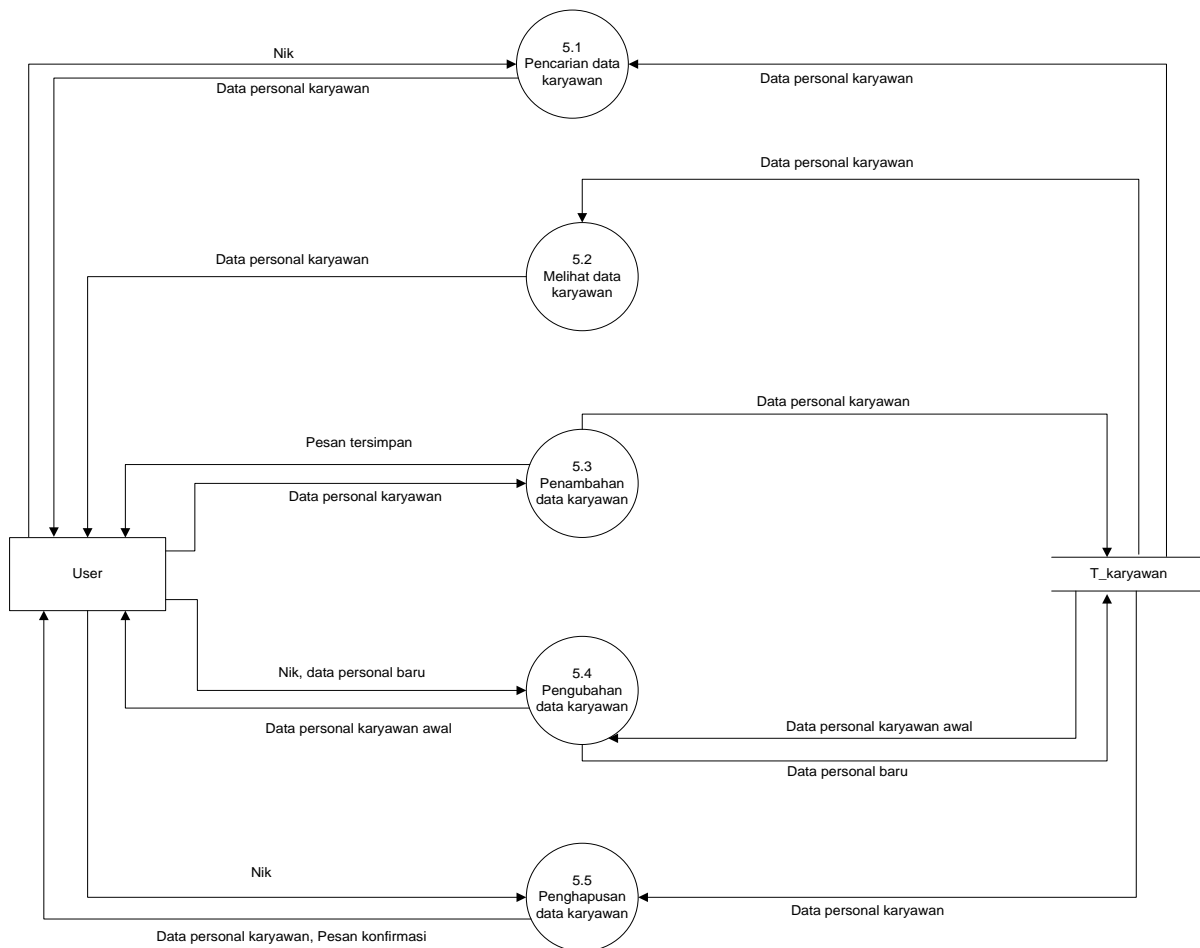 5.1
Pencarian data
karyawan
Nik
Data personal karyawan
Data personal karyawan
Data personal karyawan
5.2
Melihat data
karyawan
Data personal karyawan
Data personal karyawan
5.3
Penambahan
data karyawan
Pesan tersimpan
Data personal karyawan
User
T_karyawan
5.4
Pengubahan
data karyawan
Nik, data personal baru
Data personal karyawan awal
Data personal karyawan awal
Data personal baru
5.5
Penghapusan
data karyawan
Nik
Data personal karyawan
Data personal karyawan, Pesan konfirmasi